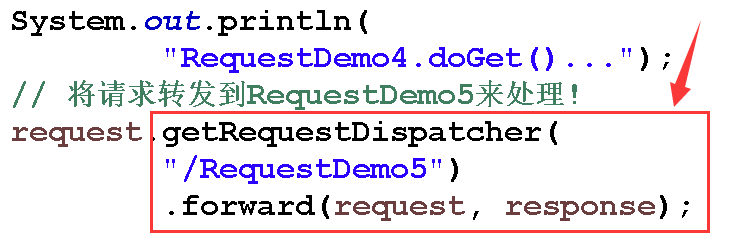 System.out.println(
"RequestDemo4.doGet()...");
// 将请求转发到RequestDemo5来处理!
request.getRequestDispatcher(
"/RequestDemo5")
.forward(request, response);